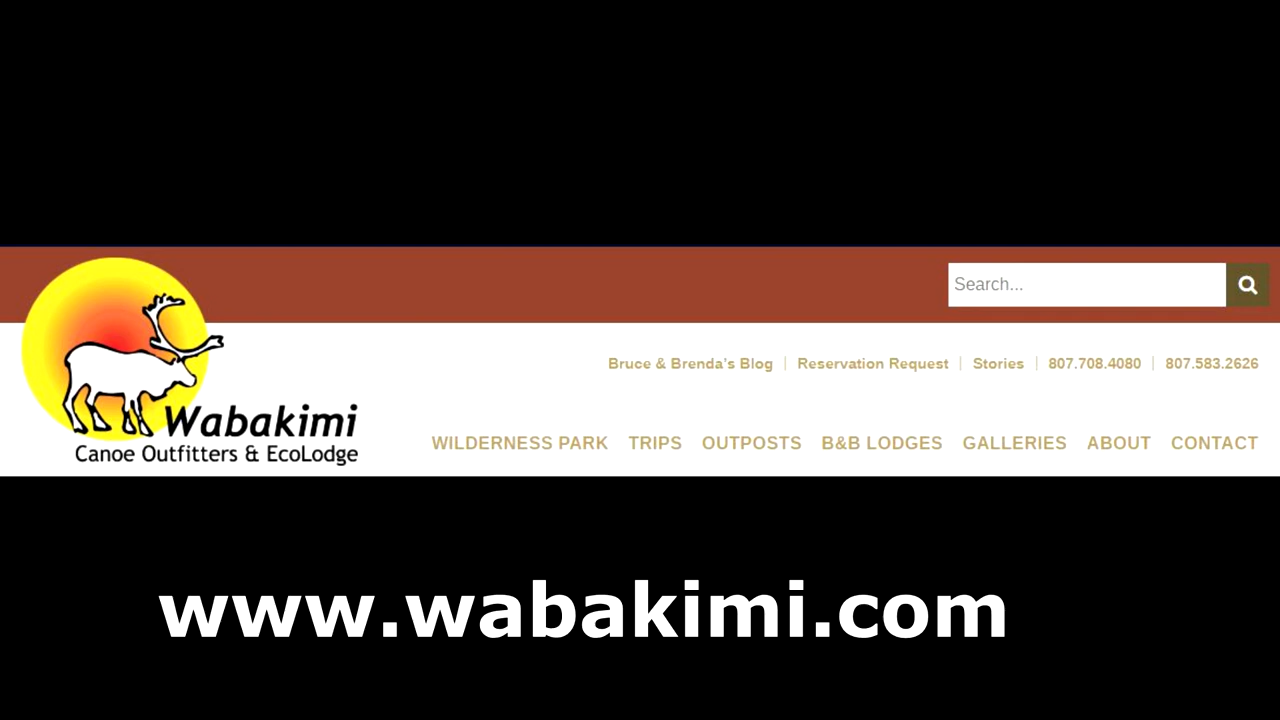 Search...
Wabakimi
Canoe Outfitters & EcoLodge
Bruce & Brenda's Blog | Reservation Request | Stories | 807.708.4080 | 807.583.2626
WILDERNESS PARK TRIPS OUTPOSTS B&B LODGES GALLERIES ABOUT CONTACT
www.wabakimi.com